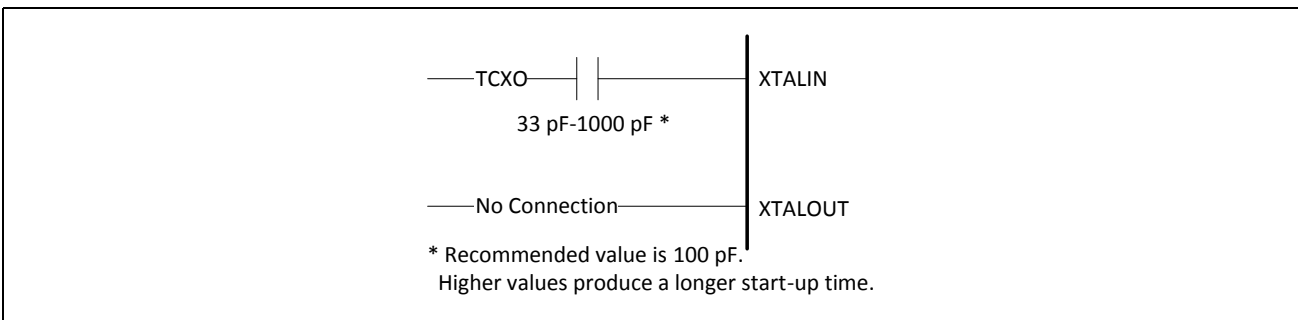 TCXO
XTALIN
33 pF-1000 pF *
No Connection
XTALOUT
* Recommended value is 100 pF.
Higher values produce a longer start-up time.